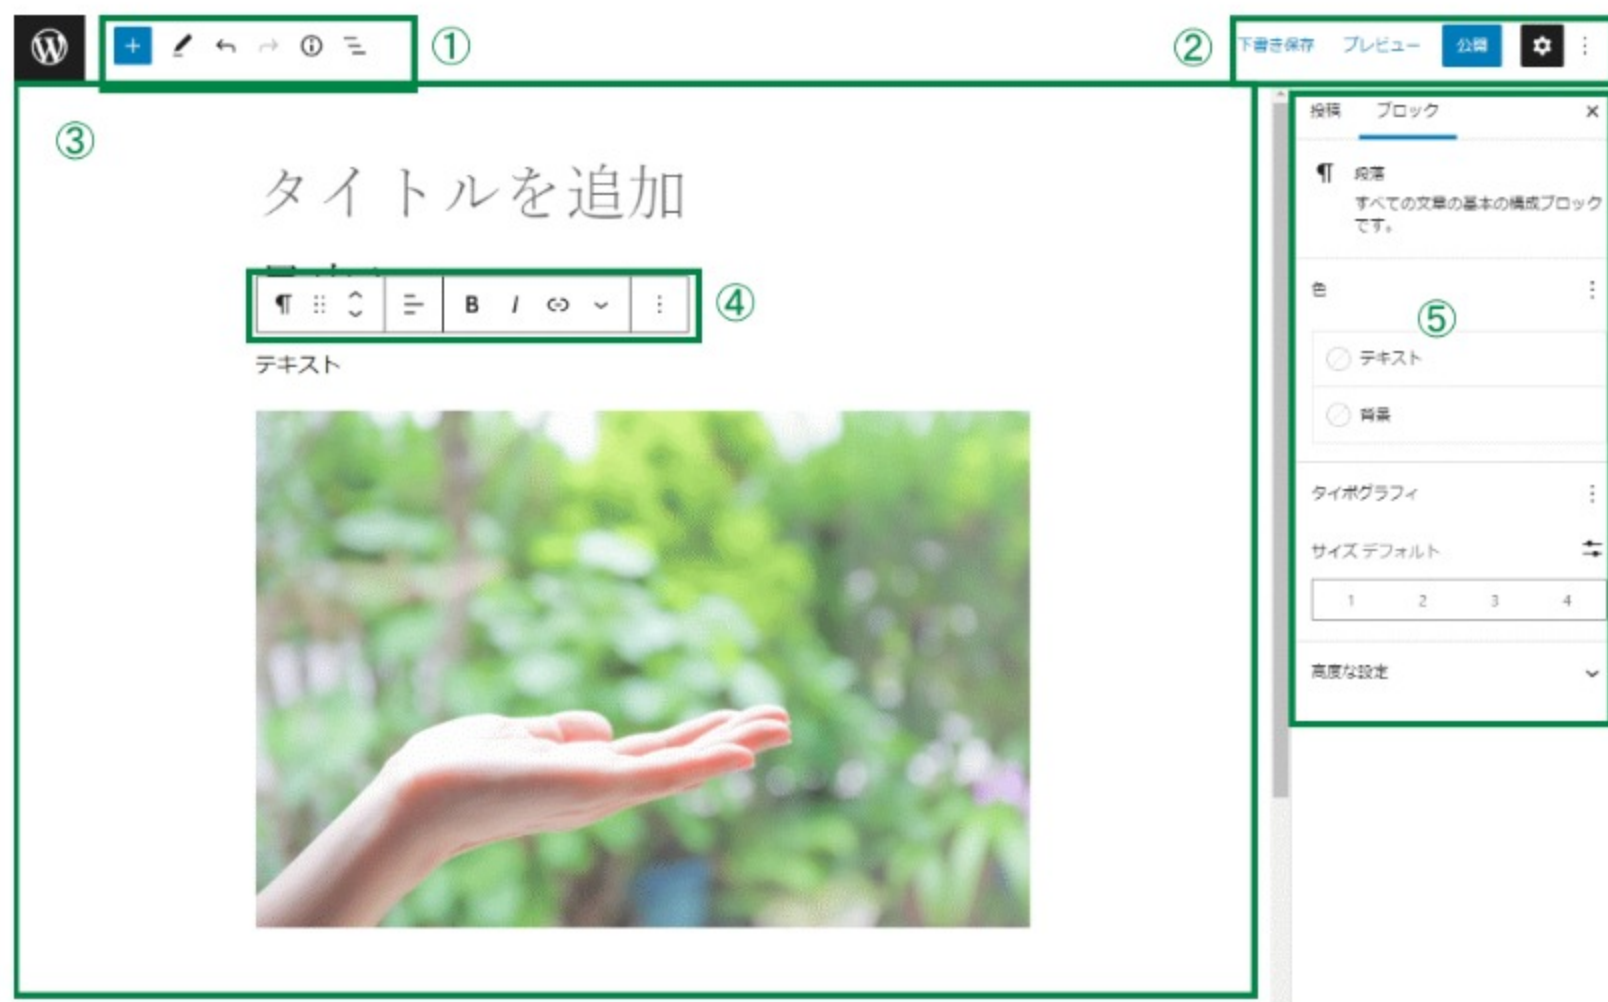 ①
②
下書き保存 プレビュー 公開
③
タイトルを追加
B I
④
テキスト
投稿 ブロック
段落
すべての文章の基本の構成ブロック
です。
色
⑤
テキスト
背景
タイポグラフィ
サイズ デフォルト
1 2 3 4
高度な設定